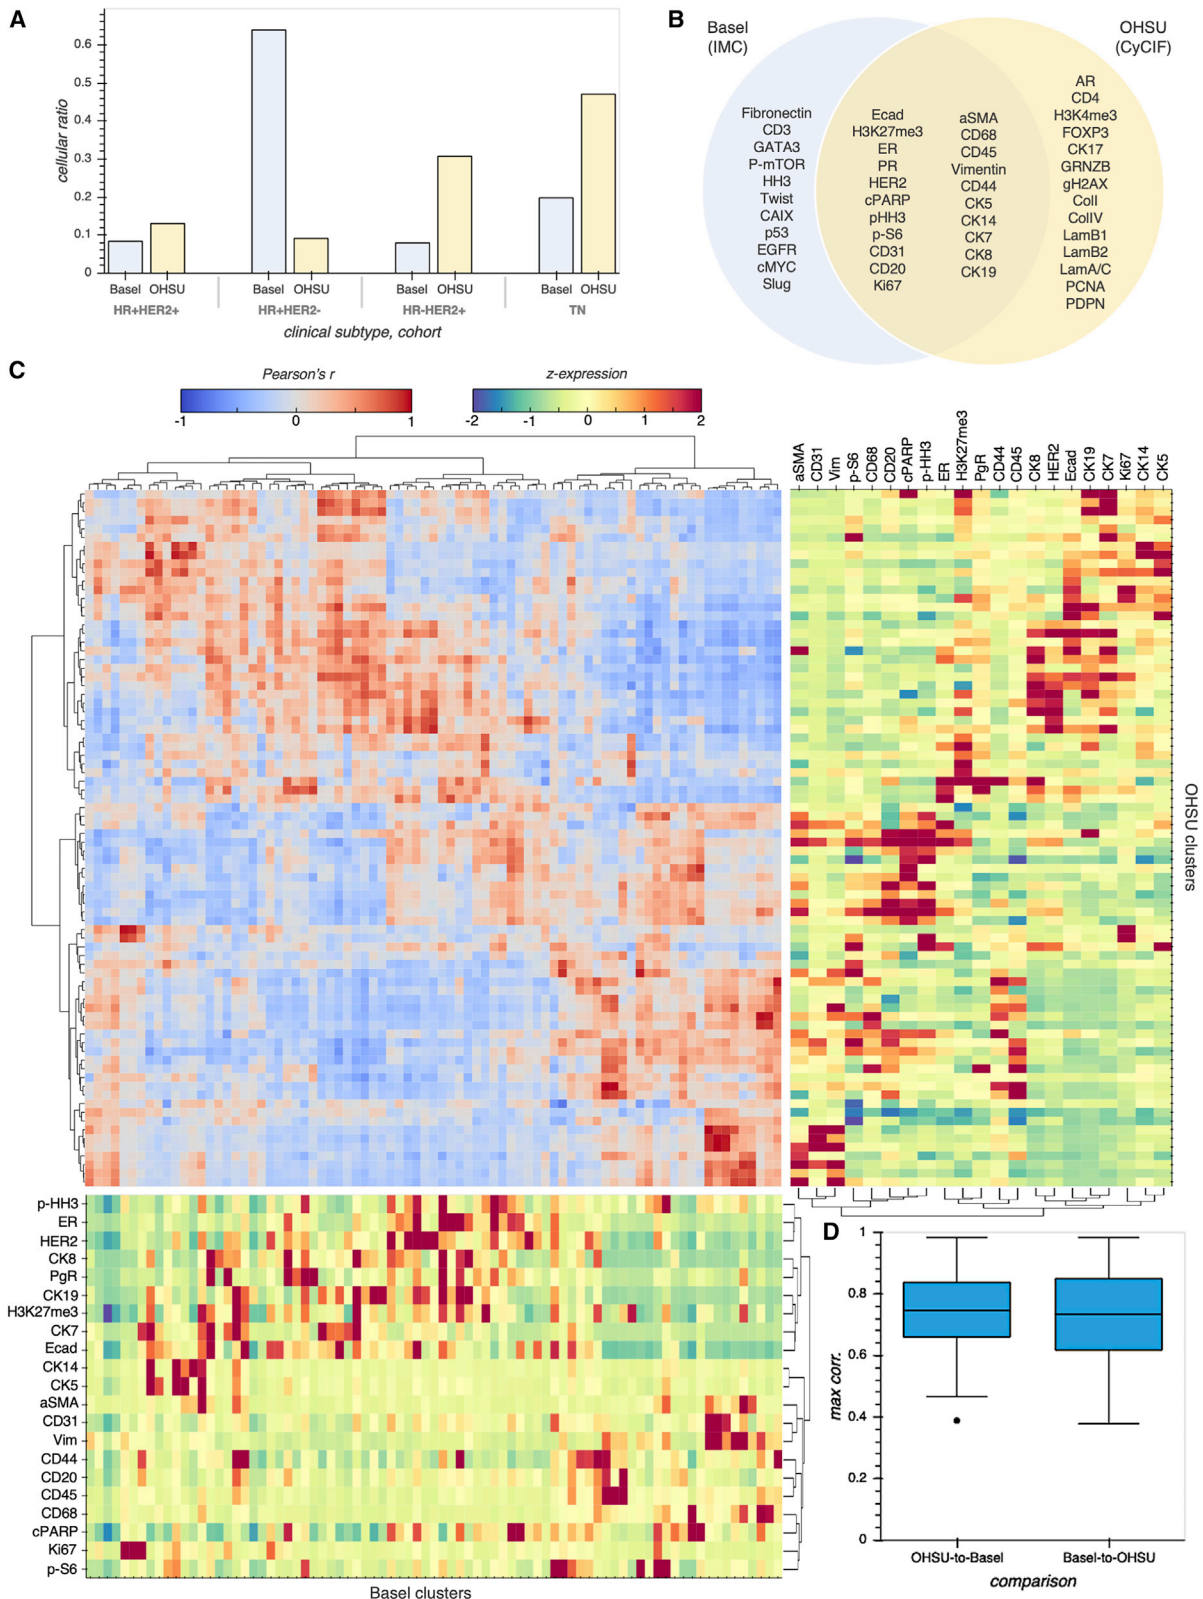 A
0.6
0.5
0.4
0.3
0.2
0.1
0
cellular ratio
Basel OHSU Basel OHSU Basel OHSU Basel OHSU
HR+HER2+ HR+HER2- HR-HER2+ TN
clinical subtype, cohort
B
Basel
(IMC)
OHSU
(CyCIF)
Fibronectin
CD3
GATA3
P-mTOR
HH3
Twist
CAIX
p53
EGFR
cMYC
Slug
Ecad
H3K27me3
ER
PR
HER2
cPARP
pHH3
p-S6
CD31
CD20
Ki67
aSMA
CD68
CD45
Vimentin
CD44
CK5
CK14
CK7
CK8
CK19
AR
CD4
H3K4me3
FOXP3
CK17
GRNZB
gH2AX
ColI
ColIV
LamB1
LamB2
LamA/C
PCNA
PDPN
C
Pearson's r
-1 0 1
z-expression
-2 -1 0 1 2
aSMA
CD31
Vim
p-S6
CD68
CD20
cPARP
p-HH3
ER
H3K27me3
PgR
CD44
CD45
CK8
HER2
Ecad
CK19
CK7
Ki67
CK14
CK5
OHSU clusters
p-HH3
ER
HER2
CK8
PgR
CK19
H3K27me3
CK7
Ecad
CK14
CK5
aSMA
CD31
Vim
CD44
CD20
CD45
CD68
cPARP
Ki67
p-S6
Basel clusters
D
1
0.8
0.6
0.4
0.2
0
max corr.
OHSU-to-Basel Basel-to-OHSU
comparison